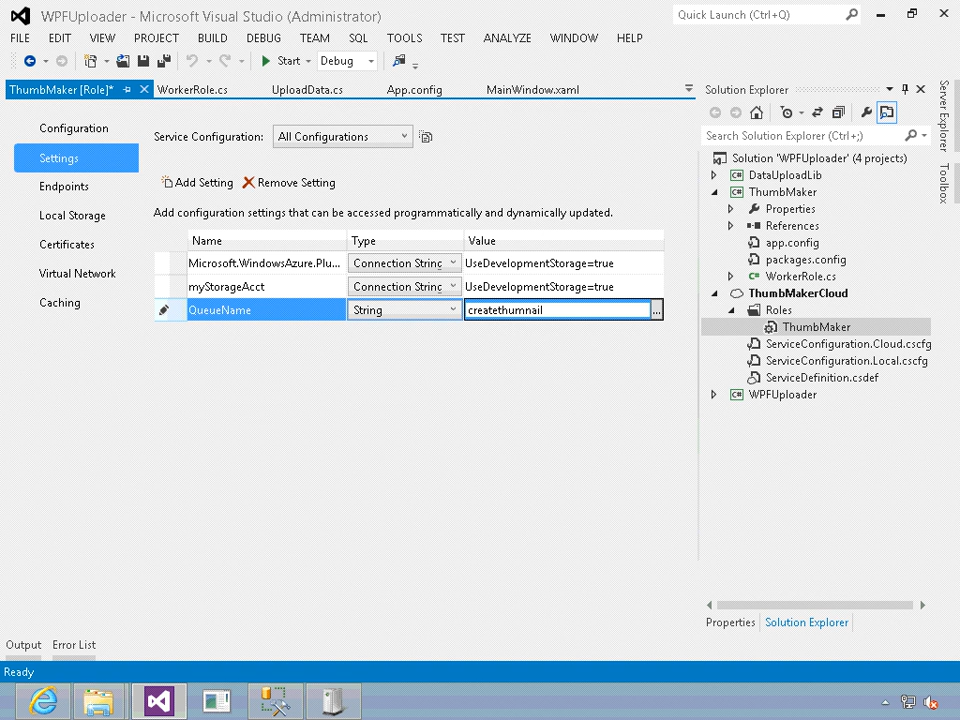 WPFUploader - Microsoft Visual Studio (Administrator)
Quick Launch (Ctrl+Q)
FILE EDIT VIEW PROJECT BUILD DEBUG TEAM SQL TOOLS TEST ANALYZE WINDOW HELP
Start Debug
ThumbMaker [Role]* WorkerRole.cs UploadData.cs App.config MainWindow.xaml
Configuration
Settings
Endpoints
Local Storage
Certificates
Virtual Network
Caching
Service Configuration: All Configurations
Add Setting Remove Setting
Add configuration settings that can be accessed programmatically and dynamically updated.
Name Type Value
Microsoft.WindowsAzure.Plu... Connection String UseDevelopmentStorage=true
myStorageAcct Connection String UseDevelopmentStorage=true
QueueName String createthumnail ...
Solution Explorer
Search Solution Explorer (Ctrl+;)
Solution 'WPFUploader' (4 projects)
DataUploadLib
ThumbMaker
Properties
References
app.config
packages.config
WorkerRole.cs
ThumbMakerCloud
Roles
ThumbMaker
ServiceConfiguration.Cloud.cscfg
ServiceConfiguration.Local.cscfg
ServiceDefinition.csdef
WPFUploader
Properties Solution Explorer
Server Explorer
Toolbox
Output Error List
Ready